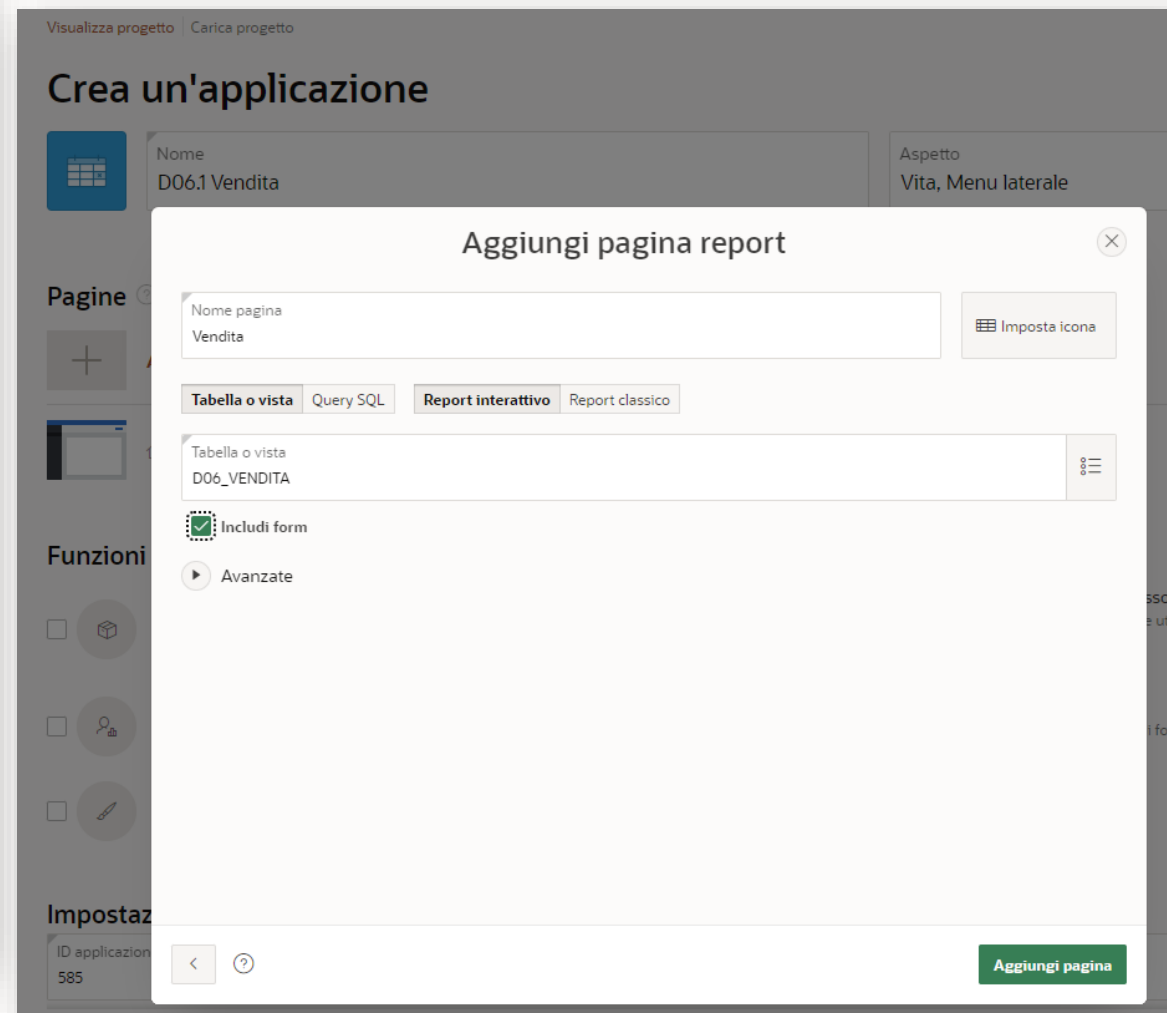 Visualizza progetto Carica progetto
Crea un'applicazione
Nome
D06.1 Vendita
Aspetto
Vita, Menu laterale
Aggiungi pagina report
Pagine
Nome pagina
Vendita
Imposta icona
Tabella o vista Query SQL Report interattivo Report classico
Tabella o vista
D06_VENDITA
Includi form
Funzioni
Avanzate
Impostaz
ID applicazion
585
Aggiungi pagina